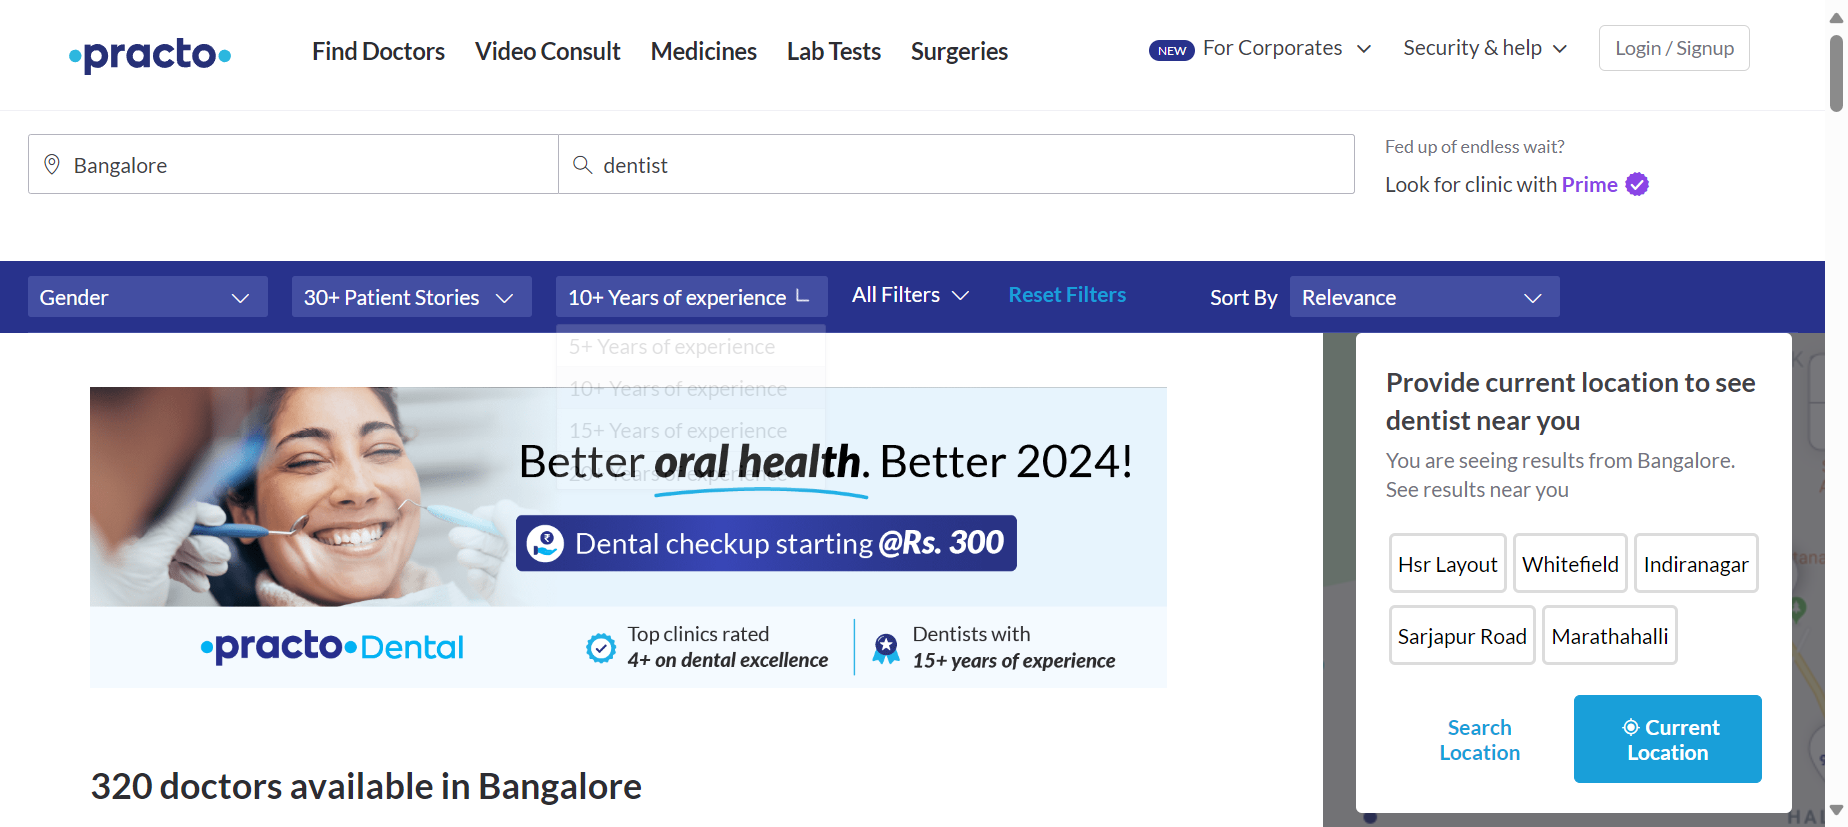 practo
Find Doctors
Video Consult
Medicines
Lab Tests
Surgeries
NEW
For Corporates
Security & help
Login / Signup
Bangalore
dentist
Fed up of endless wait?
Look for clinic with Prime
Gender
30+ Patient Stories
10+ Years of experience
All Filters
Reset Filters
Sort By
Relevance
5+ Years of experience
10+ Years of experience
15+ Years of experience
20+ Years of experience
Better oral health. Better 2024!
Dental checkup starting @Rs. 300
practo Dental
Top clinics rated
4+ on dental excellence
Dentists with
15+ years of experience
320 doctors available in Bangalore
Provide current location to see
dentist near you
You are seeing results from Bangalore.
See results near you
Hsr Layout
Whitefield
Indiranagar
Sarjapur Road
Marathahalli
Search
Location
Current
Location